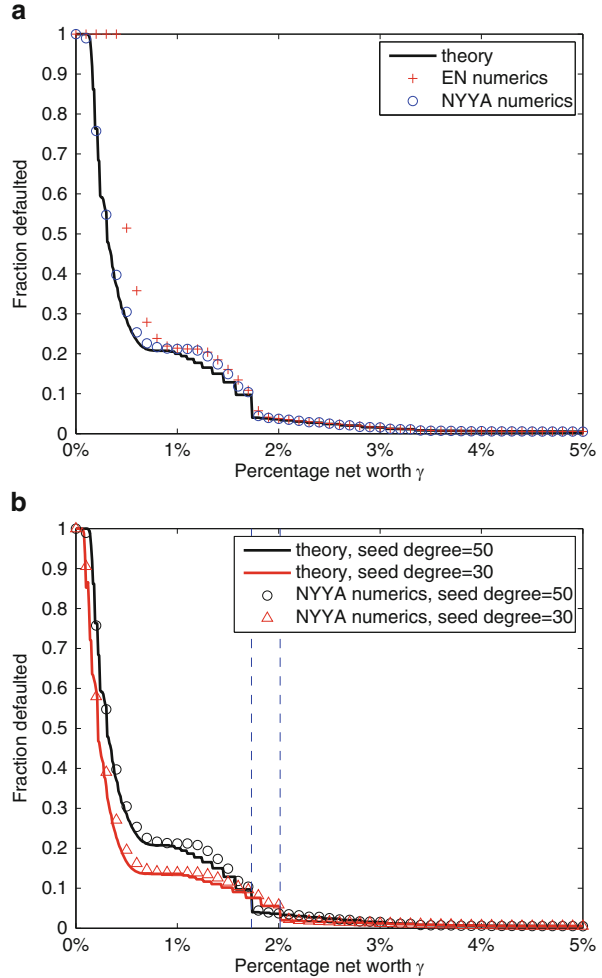 a
1
0.9
0.8
0.7
0.6
0.5
0.4
0.3
0.2
0.1
0
Fraction defaulted
theory
EN numerics
NYYA numerics
0% 1% 2% 3% 4% 5%
Percentage net worth γ
b
1
0.9
0.8
0.7
0.6
0.5
0.4
0.3
0.2
0.1
0
Fraction defaulted
theory, seed degree=50
theory, seed degree=30
NYYA numerics, seed degree=50
NYYA numerics, seed degree=30
0% 1% 2% 3% 4% 5%
Percentage net worth γ